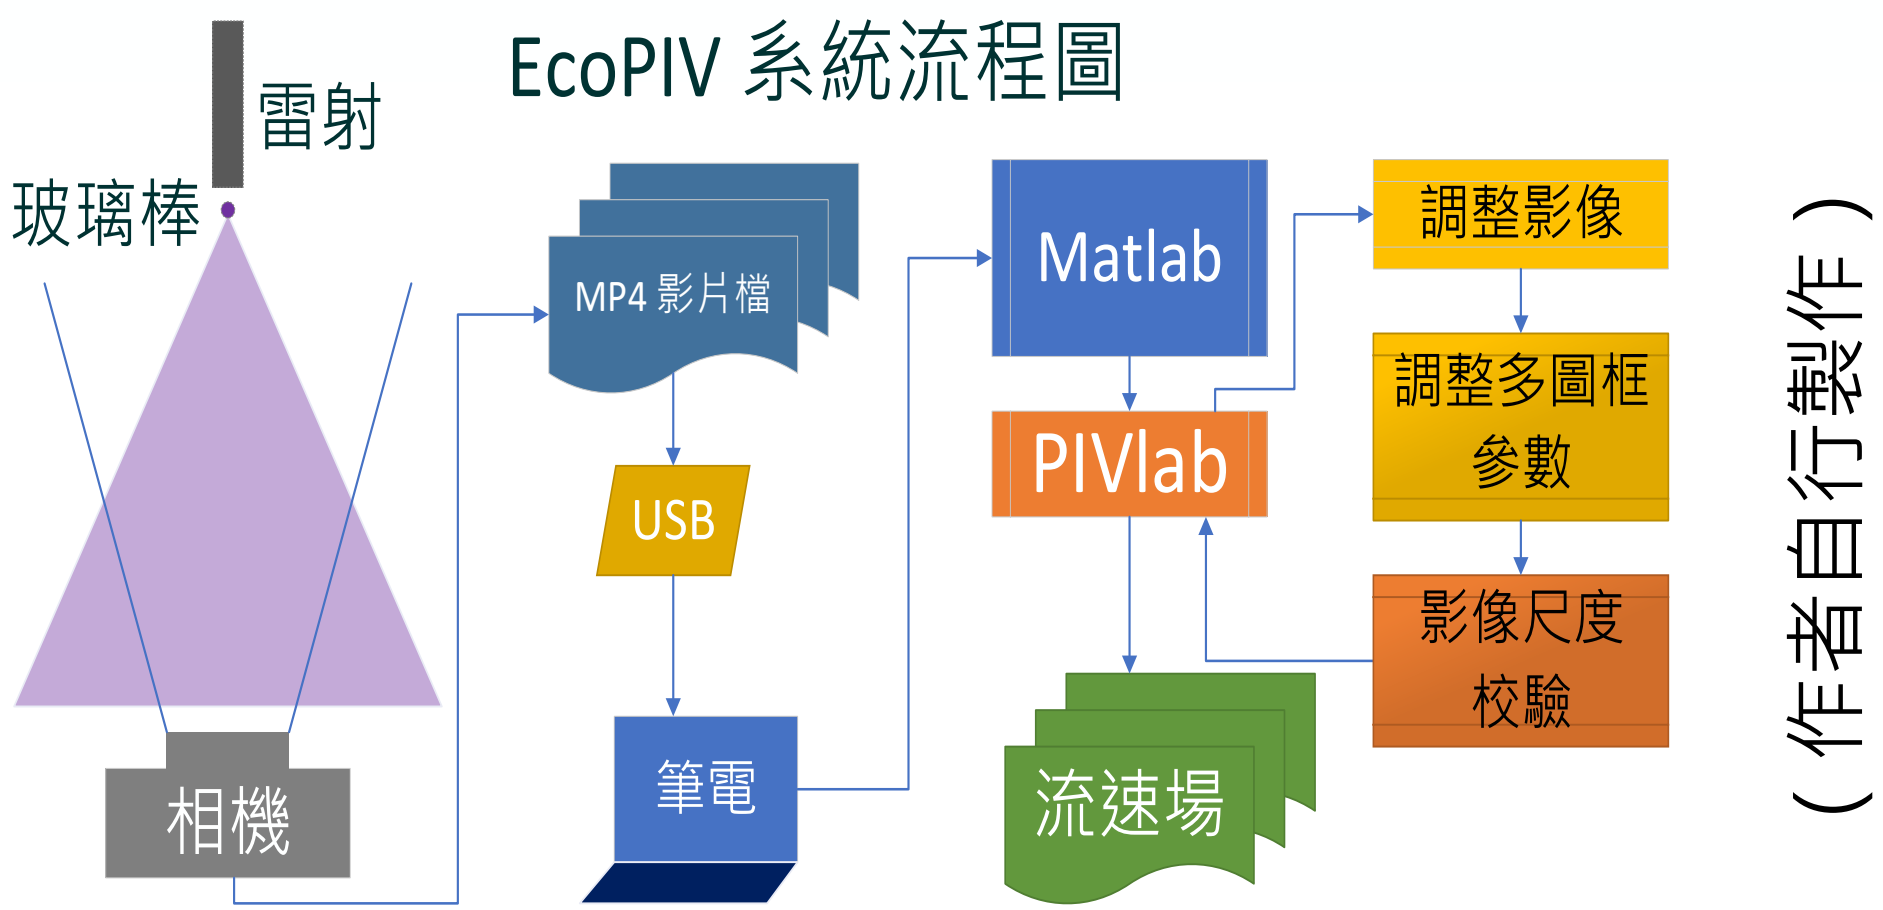 EcoPIV 系統流程圖
雷射
玻璃棒
相機
MP4 影片檔
USB
筆電
Matlab
PIVlab
調整影像
調整多圖框
參數
影像尺度
校驗
流速場
（作者自行製作）